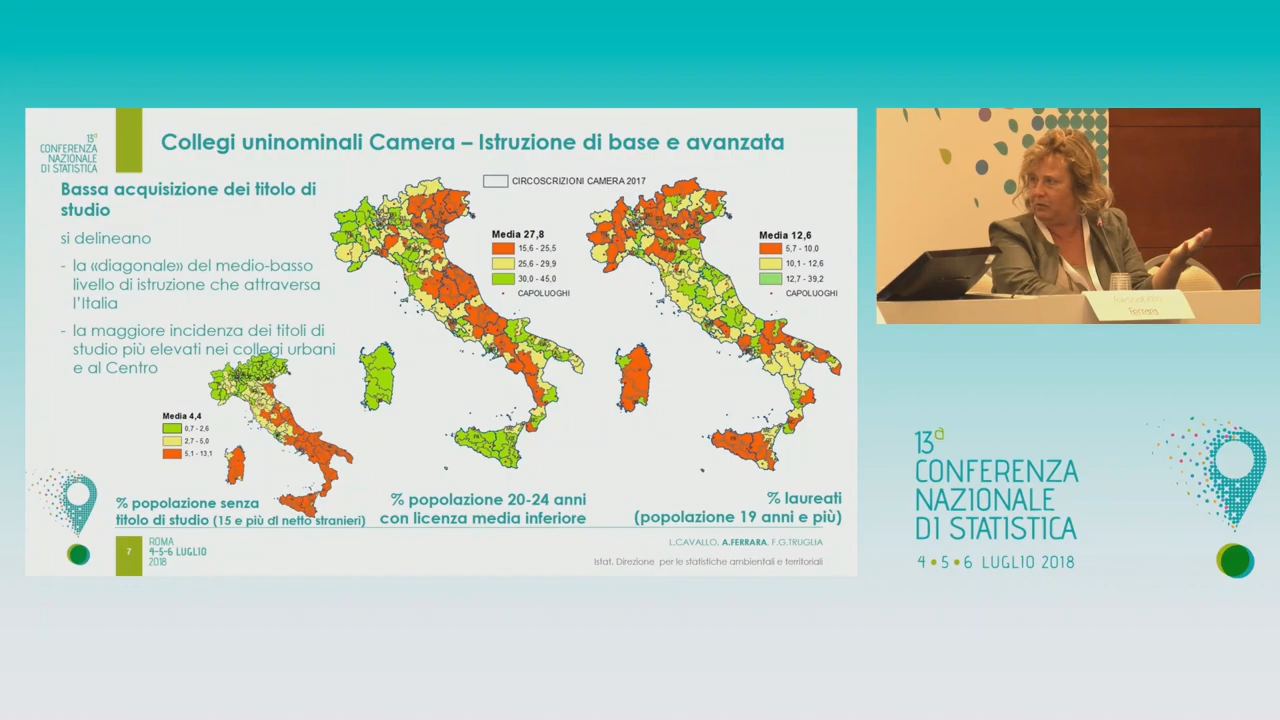 13ª
CONFERENZA
NAZIONALE
DI STATISTICA
Collegi uninominali Camera – Istruzione di base e avanzata
Bassa acquisizione dei titolo di
studio
si delineano
- la «diagonale» del medio-basso
livello di istruzione che attraversa
l'Italia
- la maggiore incidenza dei titoli di
studio più elevati nei collegi urbani
e al Centro
CIRCOSCRIZIONI CAMERA 2017
Media 27,8
15,6 - 25,5
25,6 - 29,9
30,0 - 45,0
CAPOLUOGHI
Media 12,6
5,7 - 10,0
10,1 - 12,6
12,7 - 39,2
CAPOLUOGHI
Media 4,4
0,7 - 2,6
2,7 - 5,0
5,1 - 13,1
% popolazione senza
titolo di studio (15 e più dl netto stranieri)
% popolazione 20-24 anni
con licenza media inferiore
% laureati
(popolazione 19 anni e più)
7
ROMA
4-5-6 LUGLIO
2018
L.CAVALLO, A.FERRARA, F.G.TRUGLIA
Istat, Direzione per le statistiche ambientali e territoriali
Ferrara
13ª
CONFERENZA
NAZIONALE
DI STATISTICA
4 • 5 • 6 LUGLIO 2018